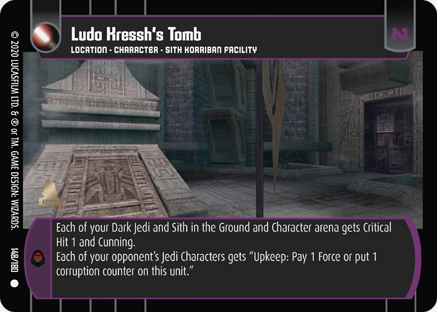 Ludo Kressh's Tomb
LOCATION - CHARACTER - SITH KORRIBAN FACILITY
Each of your Dark Jedi and Sith in the Ground and Character arena gets Critical
Hit 1 and Cunning.
Each of your opponent's Jedi Characters gets “Upkeep: Pay 1 Force or put 1
corruption counter on this unit.”
© 2020 LUCASFILM LTD. & ® or TM. GAME DESIGN: WIZARDS.
148/180